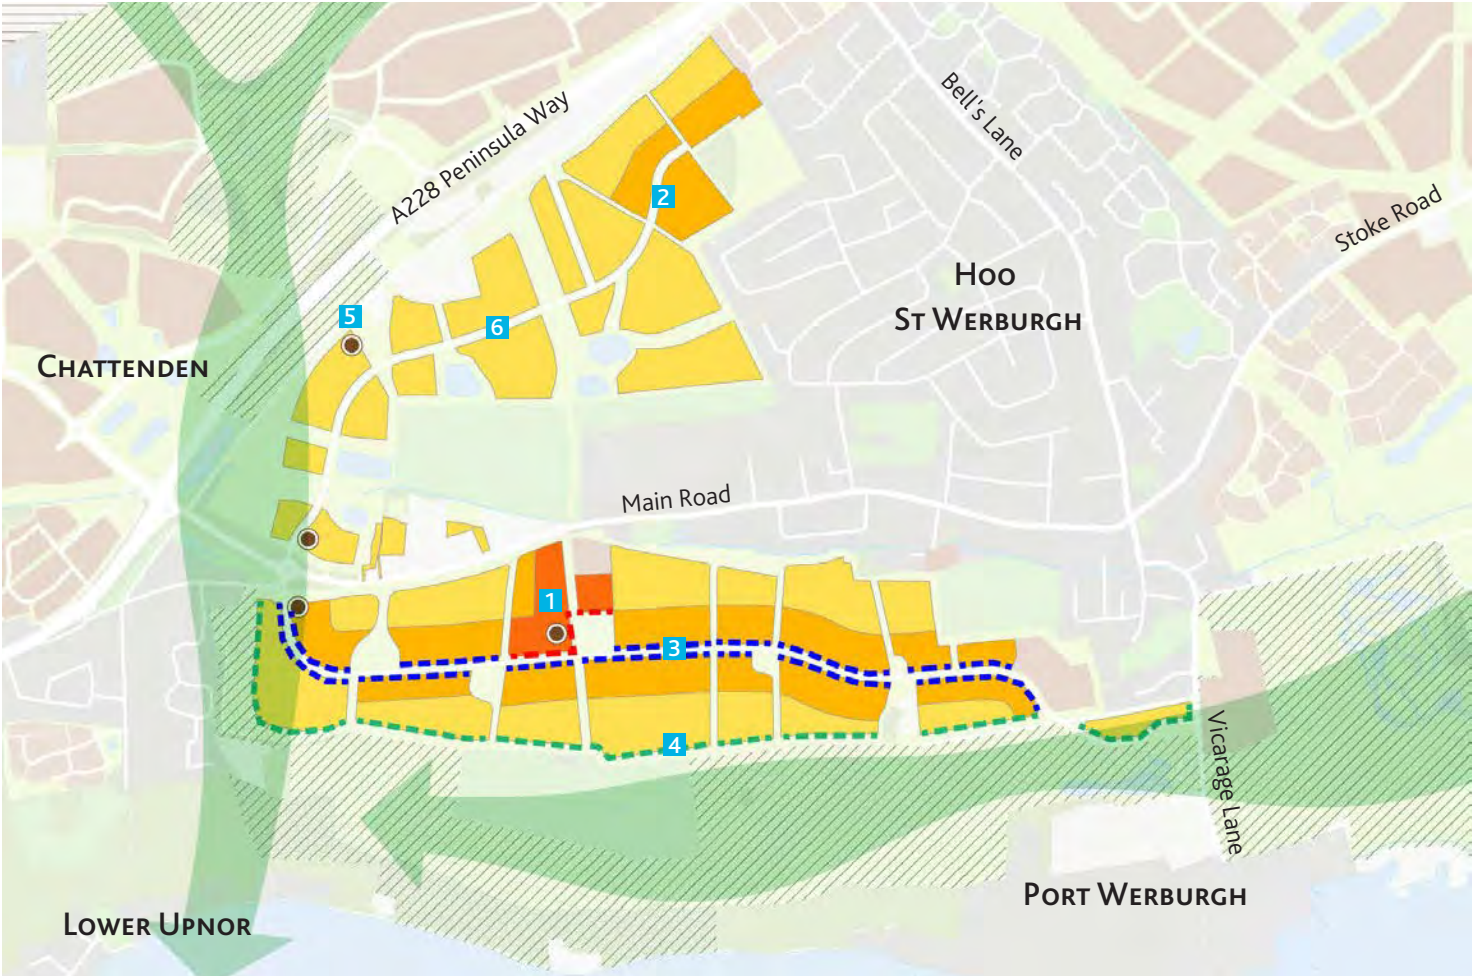 A228 Peninsula Way
Bell's Lane
2
Stoke Road
Hoo
St Werburgh
5
6
Chattenden
Main Road
1
3
4
Vicarage Lane
Port Werburgh
Lower Upnor